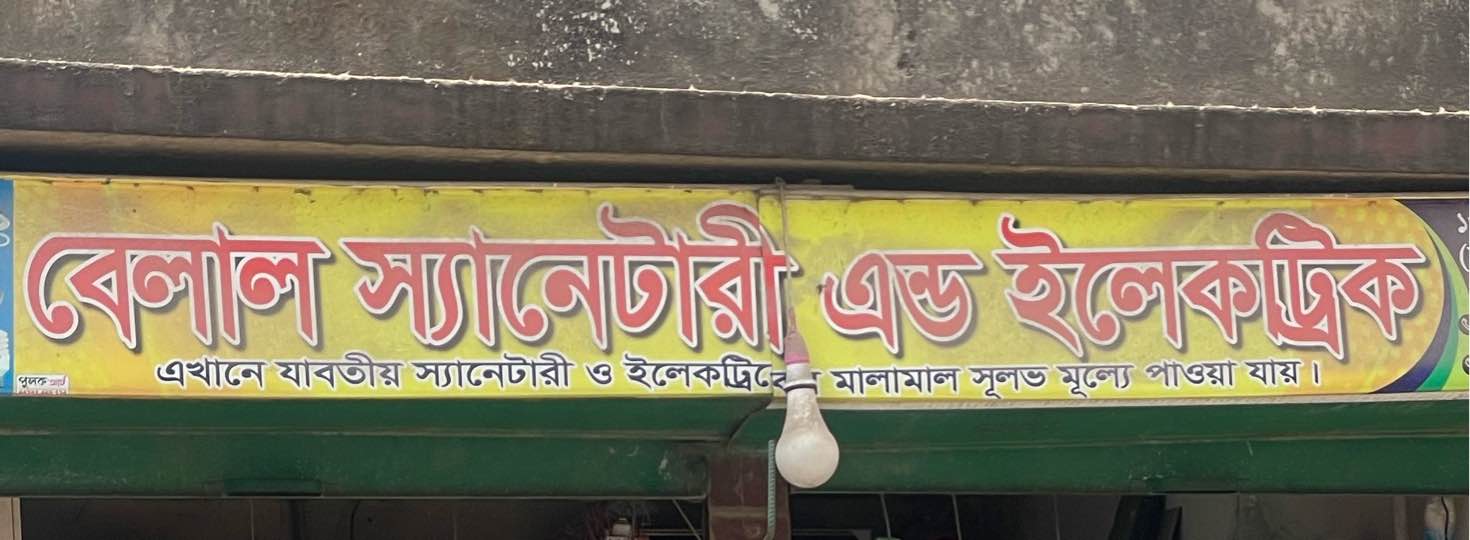 বেলাল স্যানেটারী এন্ড ইলেকট্রিক
এখানে যাবতীয় স্যানেটারী ও ইলেকট্রিকের মালামাল সূলভ মূল্যে পাওয়া যায়।